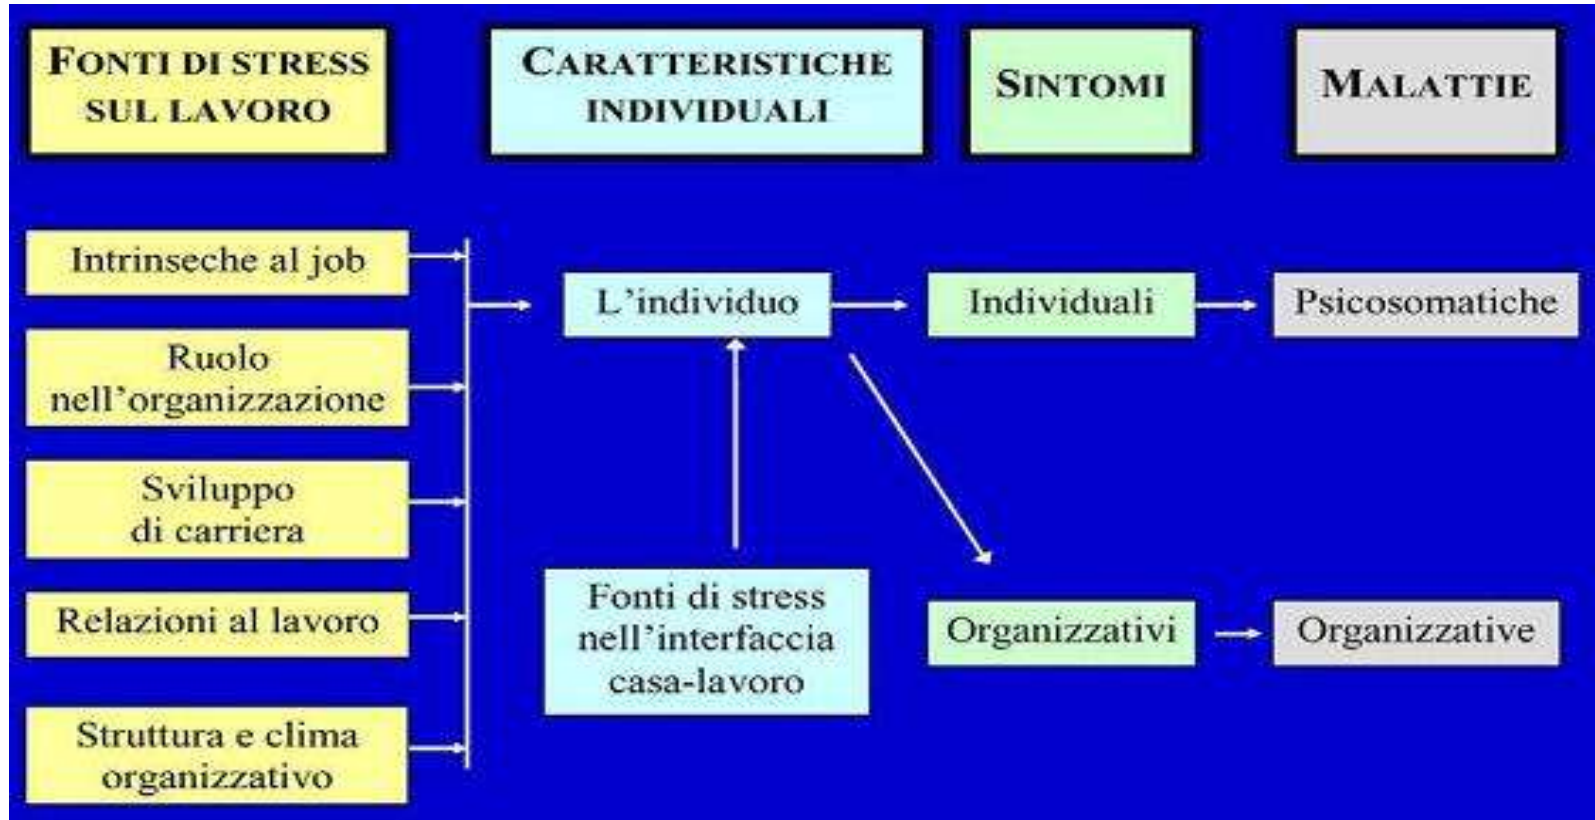 FONTI DI STRESS
SUL LAVORO
CARATTERISTICHE
INDIVIDUALI
SINTOMI
MALATTIE
Intrinseche al job
Ruolo
nell’organizzazione
Sviluppo
di carriera
Relazioni al lavoro
Struttura e clima
organizzativo
L’individuo
Fonti di stress
nell’interfaccia
casa-lavoro
Individuali
Organizzativi
Psicosomatiche
Organizzative